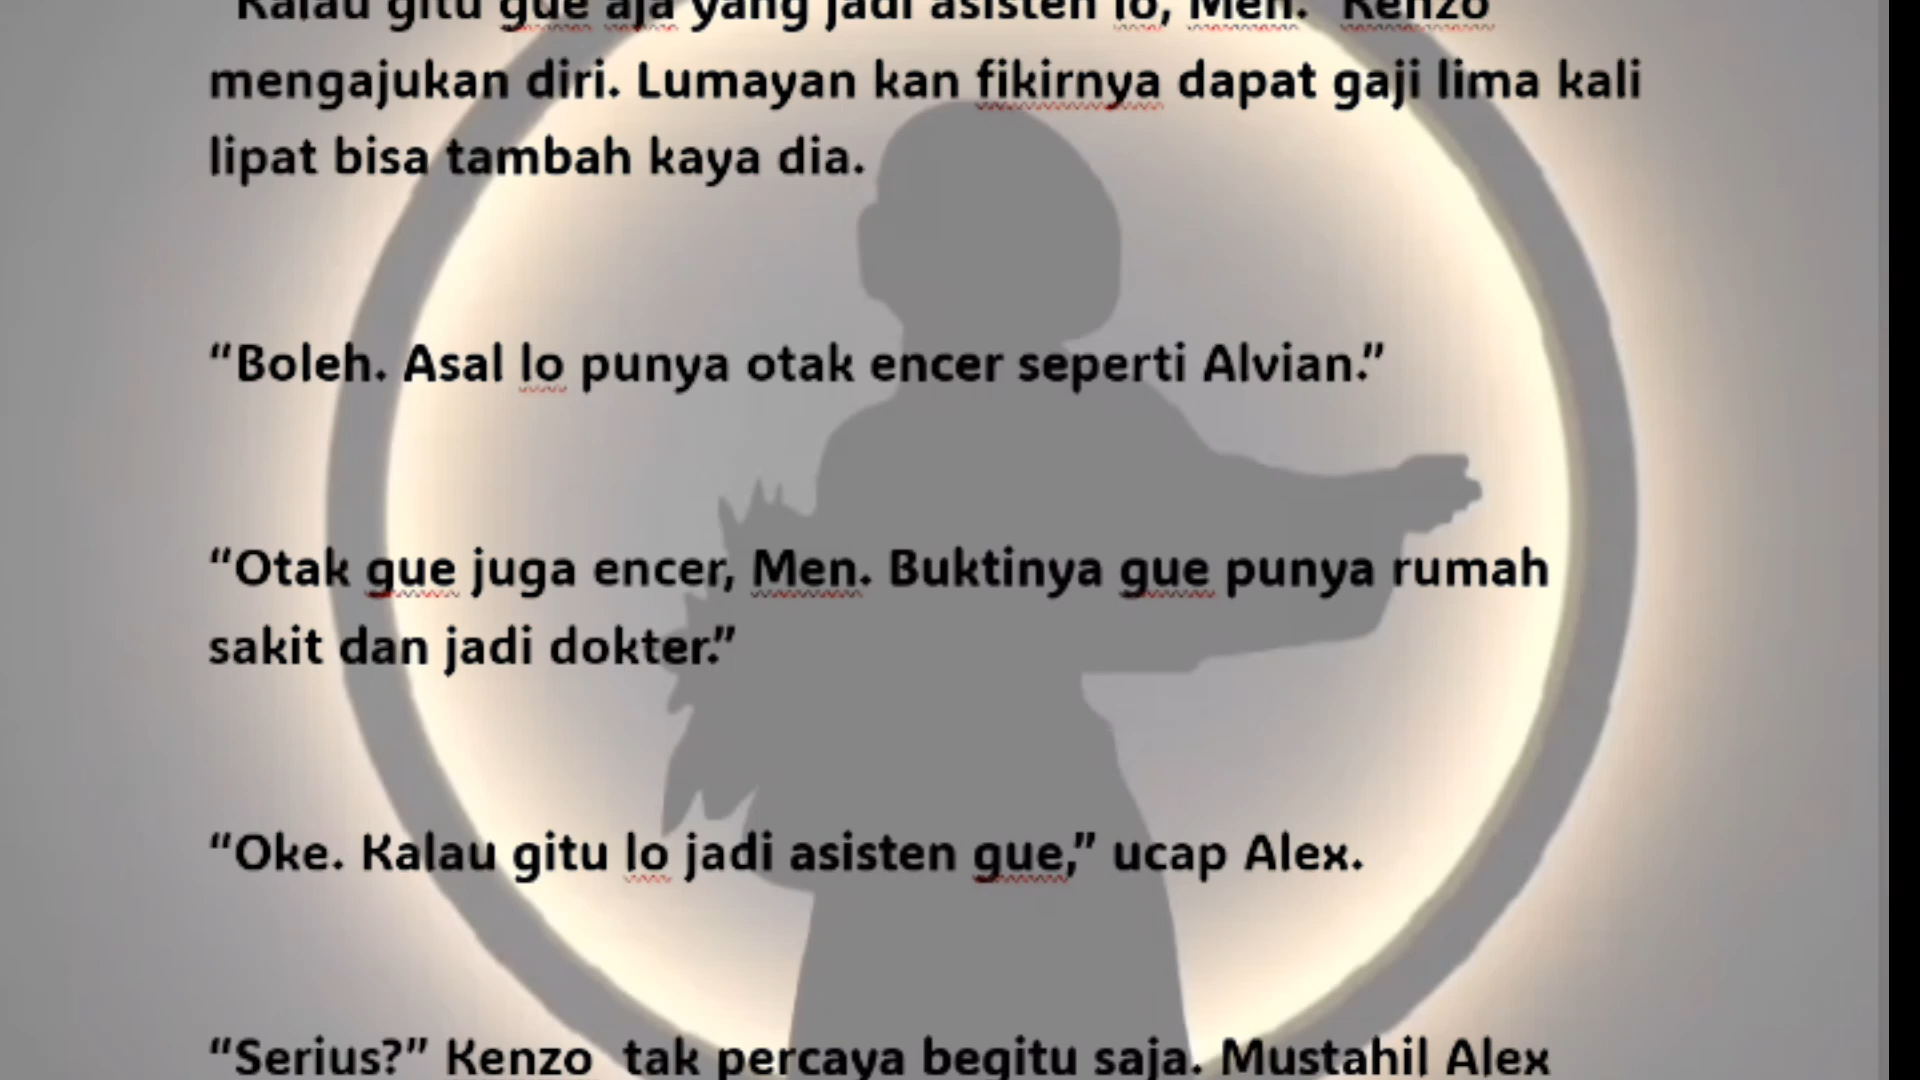 “Kalau gitu gue aja yang jadi asisten lo, Men.” Kenzo
mengajukan diri. Lumayan kan fikirnya dapat gaji lima kali
lipat bisa tambah kaya dia.
“Boleh. Asal lo punya otak encer seperti Alvian.”
“Otak gue juga encer, Men. Buktinya gue punya rumah
sakit dan jadi dokter.”
“Oke. Kalau gitu lo jadi asisten gue,” ucap Alex.
“Serius?” Kenzo tak percaya begitu saja. Mustahil Alex